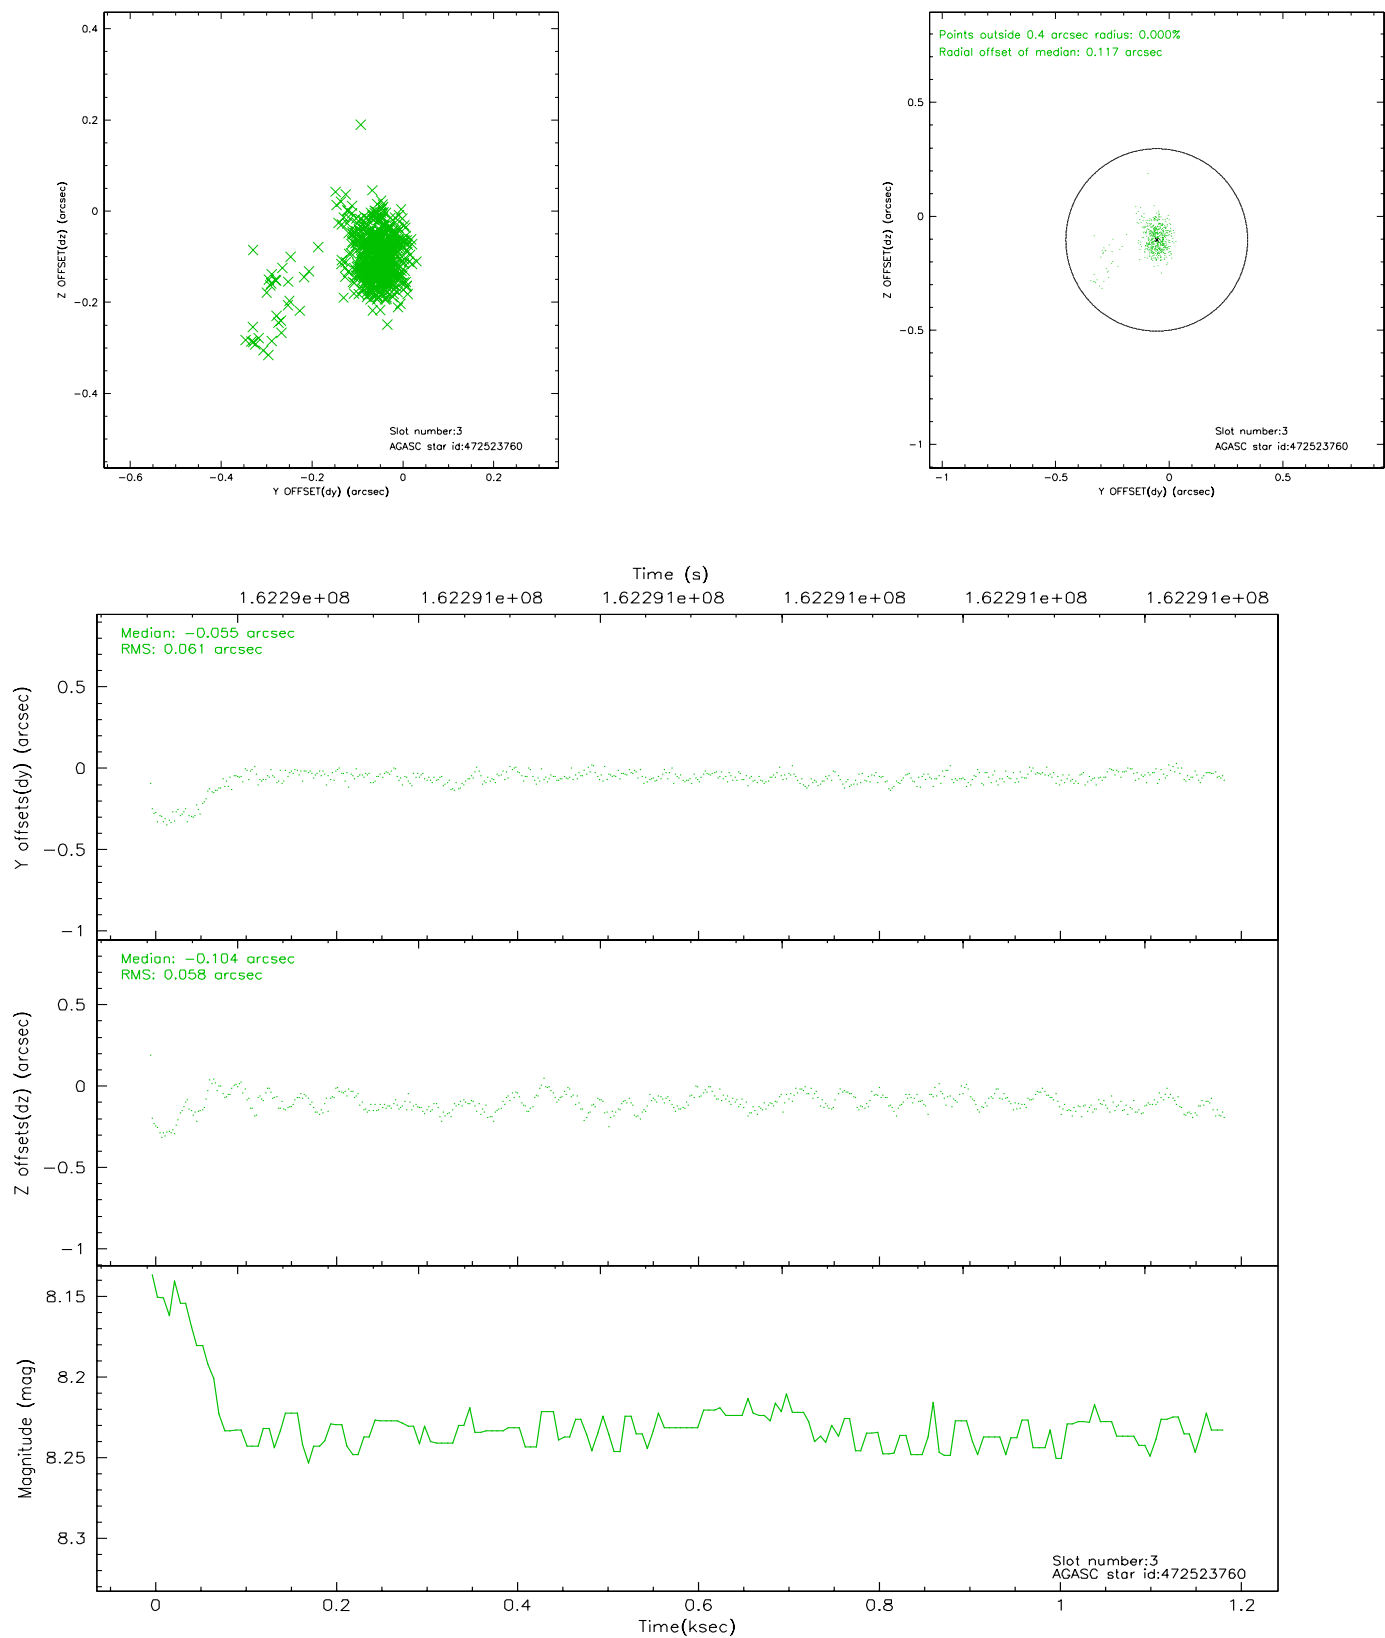 0.4
0.2
0
−0.2
−0.4
Z OFFSET(dz) (arcsec)
Slot number:3
AGASC star id:472523760
−0.6 −0.4 −0.2 0 0.2
Y OFFSET(dy) (arcsec)
Points outside 0.4 arcsec radius: 0.000%
Radial offset of median: 0.117 arcsec
0.5
0
−0.5
−1
Z OFFSET(dz) (arcsec)
Slot number:3
AGASC star id:472523760
−1 −0.5 0 0.5
Y OFFSET(dy) (arcsec)
Time (s)
1.6229e+08 1.62291e+08 1.62291e+08 1.62291e+08 1.62291e+08 1.62291e+08
Median: −0.055 arcsec
RMS: 0.061 arcsec
0.5
0
−0.5
−1
Y offsets(dy) (arcsec)
Median: −0.104 arcsec
RMS: 0.058 arcsec
0.5
0
−0.5
−1
Z offsets(dz) (arcsec)
8.15
8.2
8.25
8.3
Magnitude (mag)
Slot number:3
AGASC star id:472523760
0 0.2 0.4 0.6 0.8 1 1.2
Time(ksec)